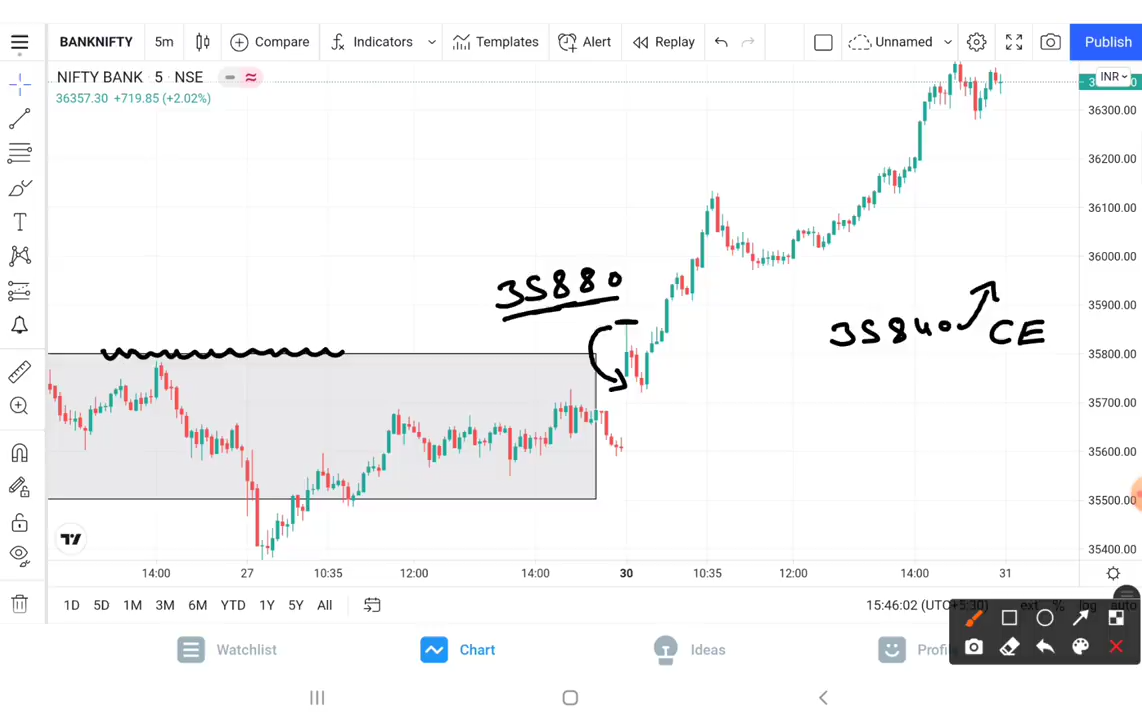 BANKNIFTY 5m Compare Indicators Templates Alert Replay Unnamed Publish
NIFTY BANK · 5 · NSE
INR
36357.30 +719.85 (+2.02%)
36300.00
36200.00
36100.00
36000.00
35900.00
35800.00
35700.00
35600.00
35500.00
35400.00
35880
35840 CE
14:00 27 10:35 12:00 14:00 30 10:35 12:00 14:00 31
1D 5D 1M 3M 6M YTD 1Y 5Y All 15:46:02 (UTC+5:30) ext % log auto
Watchlist Chart Ideas